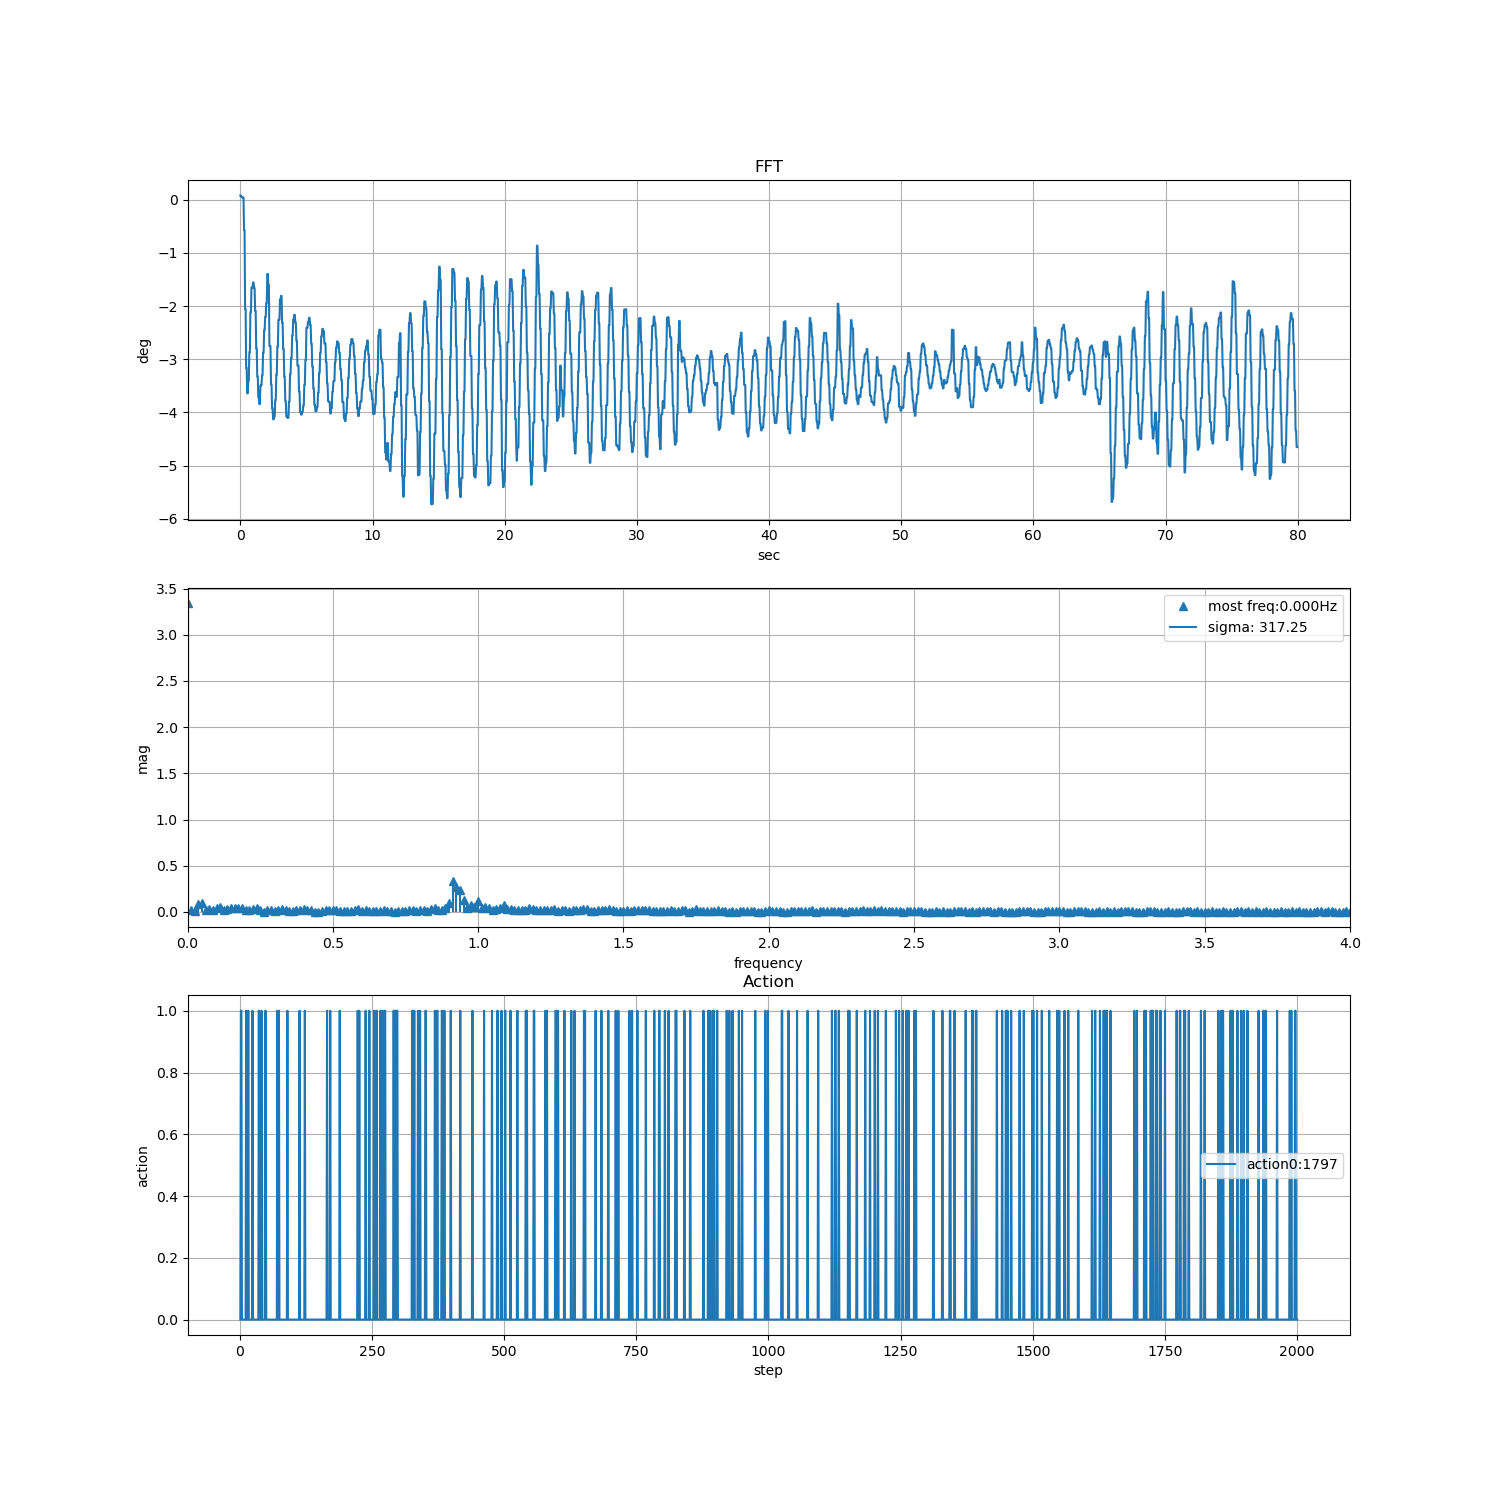 FFT
0
−1
−2
−3
−4
−5
−6
deg
0 10 20 30 40 50 60 70 80
sec
3.5
3.0
2.5
2.0
1.5
1.0
0.5
0.0
mag
most freq:0.000Hz
sigma: 317.25
0.0 0.5 1.0 1.5 2.0 2.5 3.0 3.5 4.0
frequency
Action
1.0
0.8
0.6
0.4
0.2
0.0
action
action0:1797
0 250 500 750 1000 1250 1500 1750 2000
step